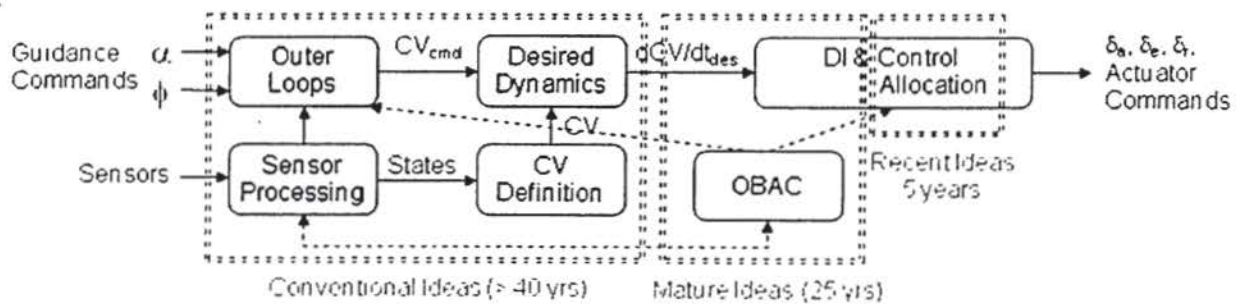 Guidance
Commands
α
ϕ
Sensors
Outer
Loops
CVcmd
Desired
Dynamics
dCV/dtdes
DI & Control
Allocation
δa, δe, δr,
Actuator
Commands
CV
Sensor
Processing
States
CV
Definition
OBAC
Recent Ideas
5 years
Conventional Ideas (> 40 yrs)
Mature Ideas (25 yrs)